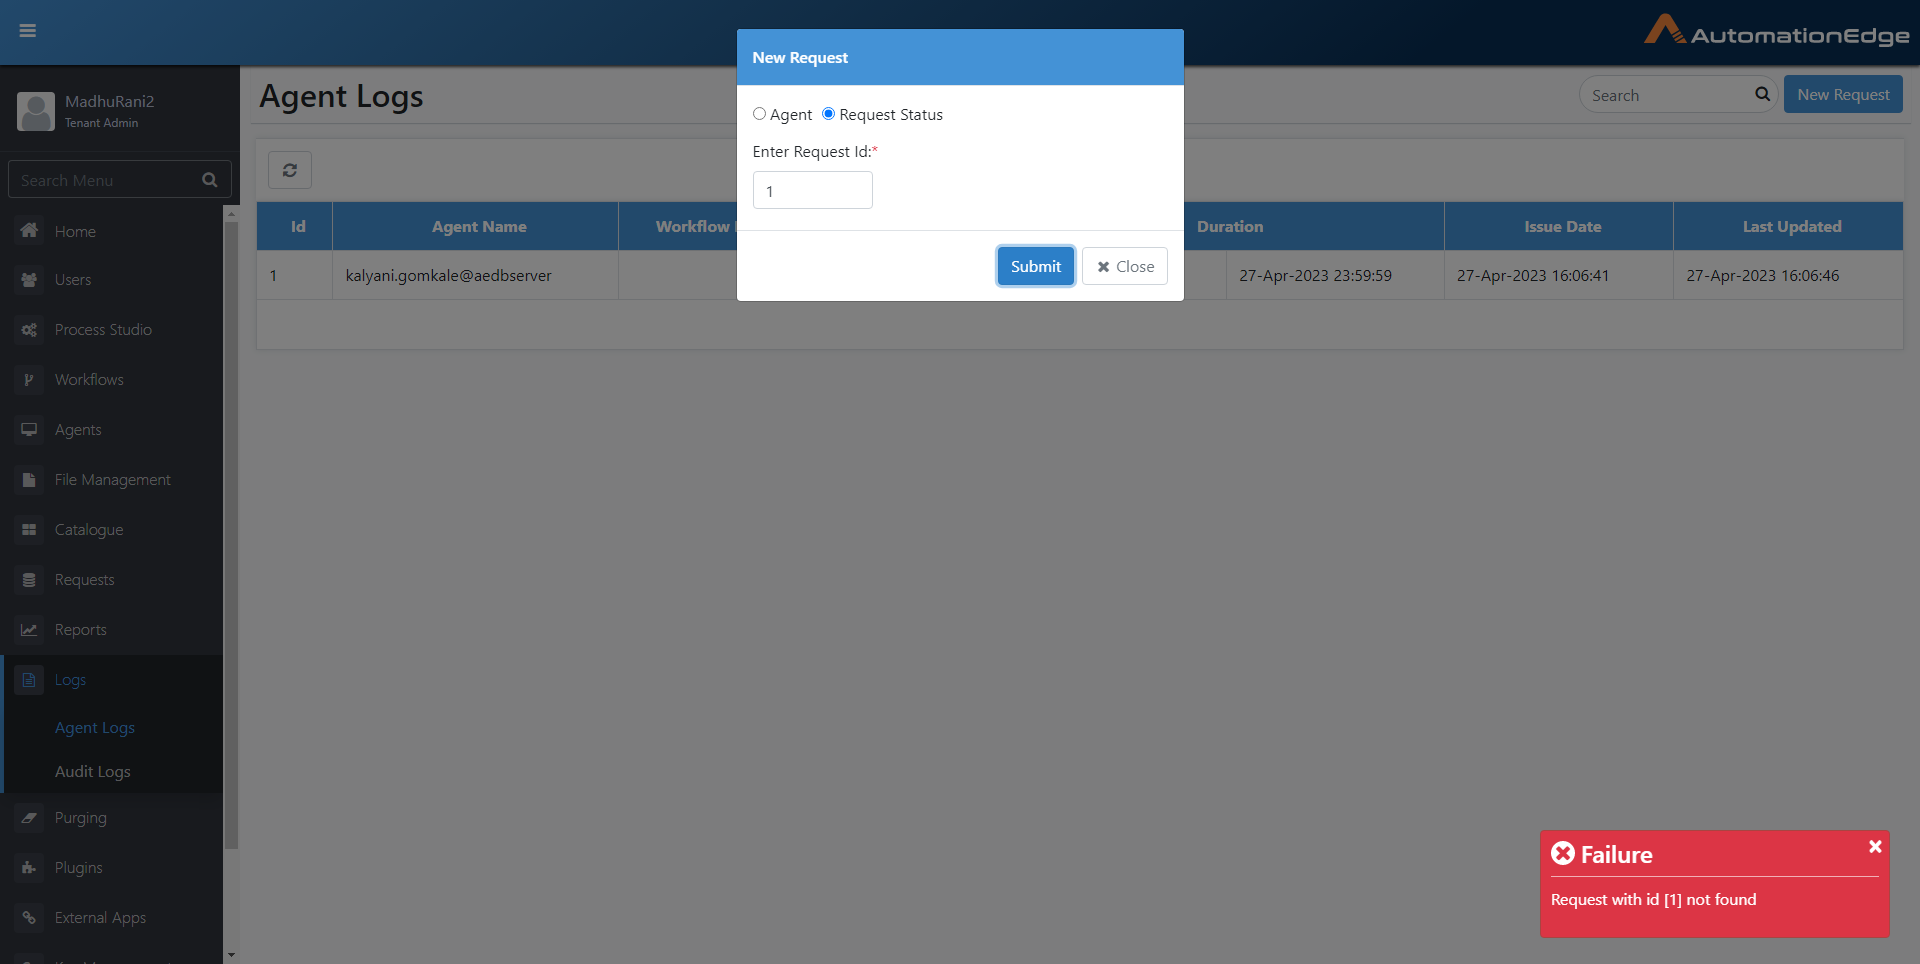 AutomationEdge
New Request
MadhuRani2
Tenant Admin
Agent Logs
Search
New Request
Agent
Request Status
Enter Request Id:*
1
Submit
Close
Search Menu
Id
Agent Name
Workflow
Duration
Issue Date
Last Updated
1
kalyani.gomkale@aedbserver
27-Apr-2023 23:59:59
27-Apr-2023 16:06:41
27-Apr-2023 16:06:46
Home
Users
Process Studio
Workflows
Agents
File Management
Catalogue
Requests
Reports
Logs
Agent Logs
Audit Logs
Purging
Plugins
External Apps
Failure
Request with id [1] not found